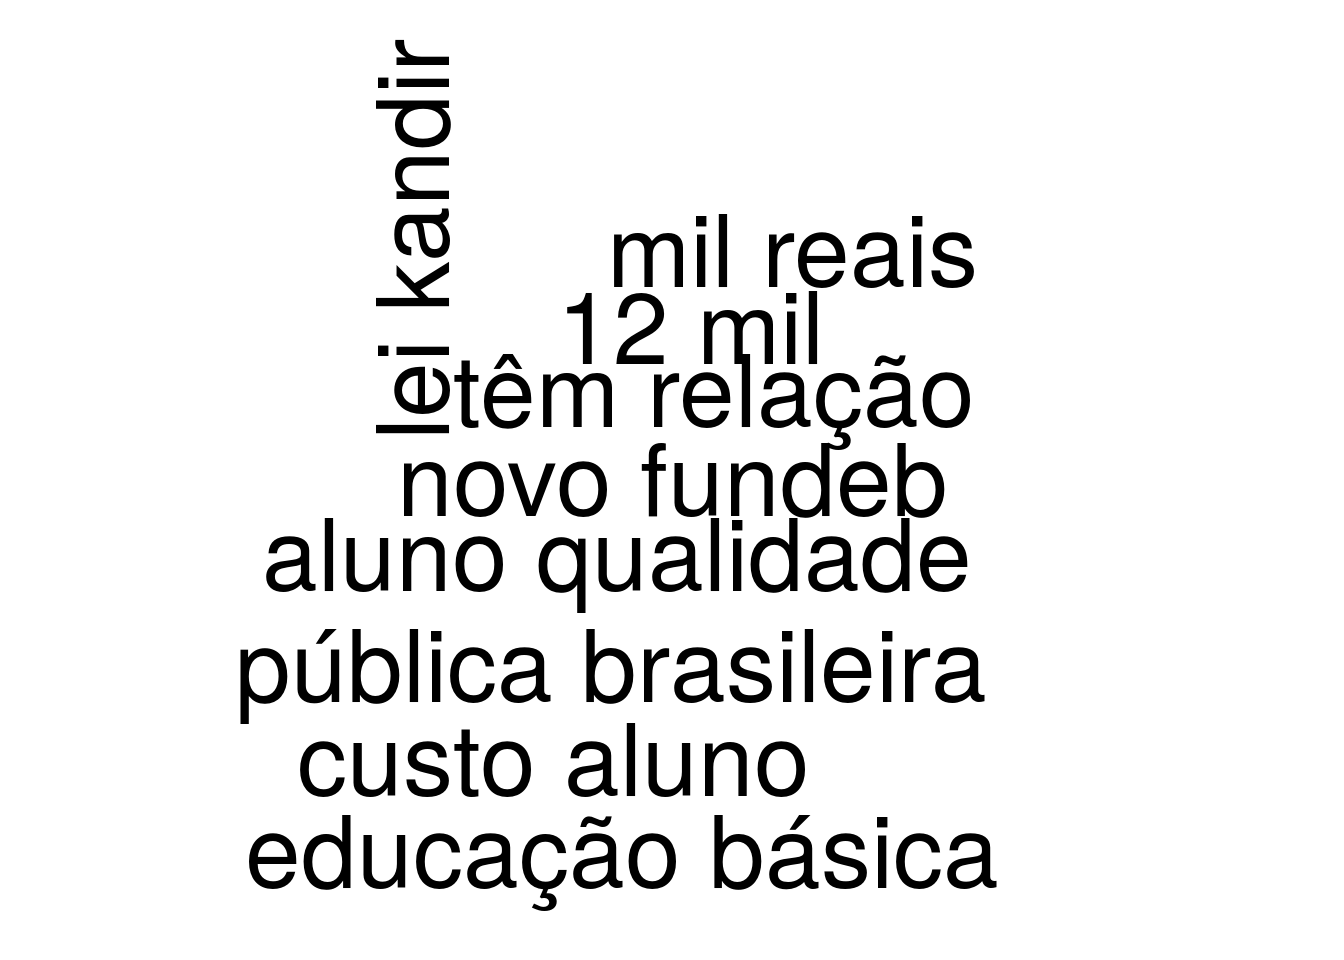 lei kandir
mil reais
12 mil
têm relação
novo fundeb
aluno qualidade
pública brasileira
custo aluno
educação básica